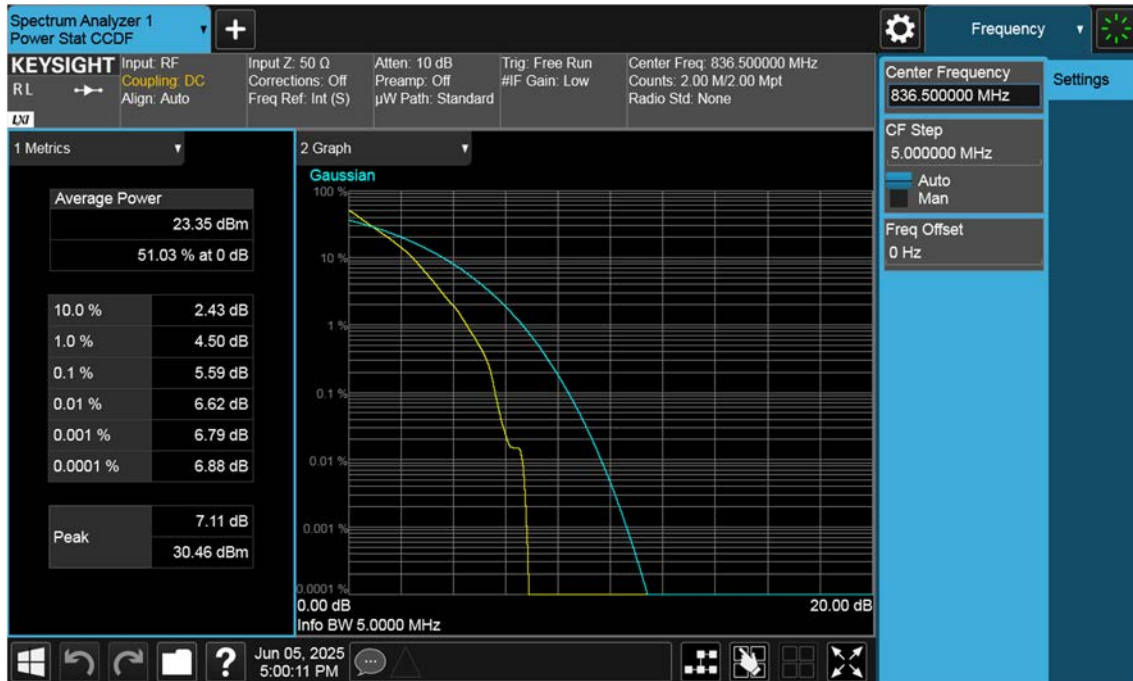 Spectrum Analyzer 1
Power Stat CCDF
Frequency
KEYSIGHT
R L
LXI
Input: RF
Coupling: DC
Align: Auto
Input Z: 50 Ω
Corrections: Off
Freq Ref: Int (S)
Atten: 10 dB
Preamp: Off
µW Path: Standard
Trig: Free Run
#IF Gain: Low
Center Freq: 836.500000 MHz
Counts: 2.00 M/2.00 Mpt
Radio Std: None
Center Frequency
836.500000 MHz
Settings
CF Step
5.000000 MHz
Auto
Man
Freq Offset
0 Hz
1 Metrics
Average Power
23.35 dBm
51.03 % at 0 dB
10.0 % 2.43 dB
1.0 % 4.50 dB
0.1 % 5.59 dB
0.01 % 6.62 dB
0.001 % 6.79 dB
0.0001 % 6.88 dB
Peak
7.11 dB
30.46 dBm
2 Graph
Gaussian
100 %
10 %
1 %
0.1 %
0.01 %
0.001 %
0.0001 %
0.00 dB 20.00 dB
Info BW 5.0000 MHz
?
Jun 05, 2025
5:00:11 PM